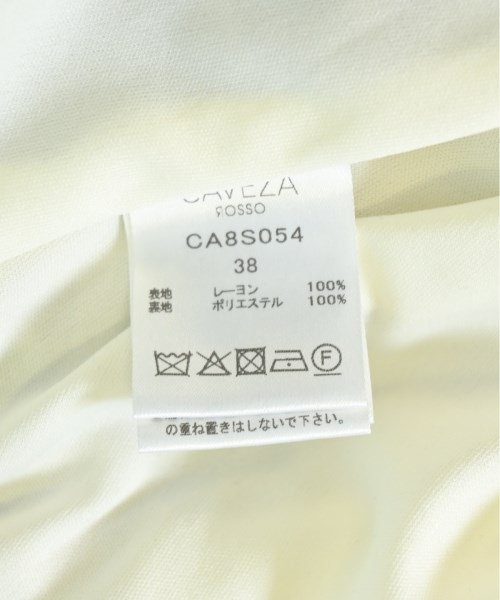 CAVEZA
ROSSO
CA8S054
38
表地 レーヨン 100%
裏地 ポリエステル 100%
F
の重ね置きはしないで下さい。